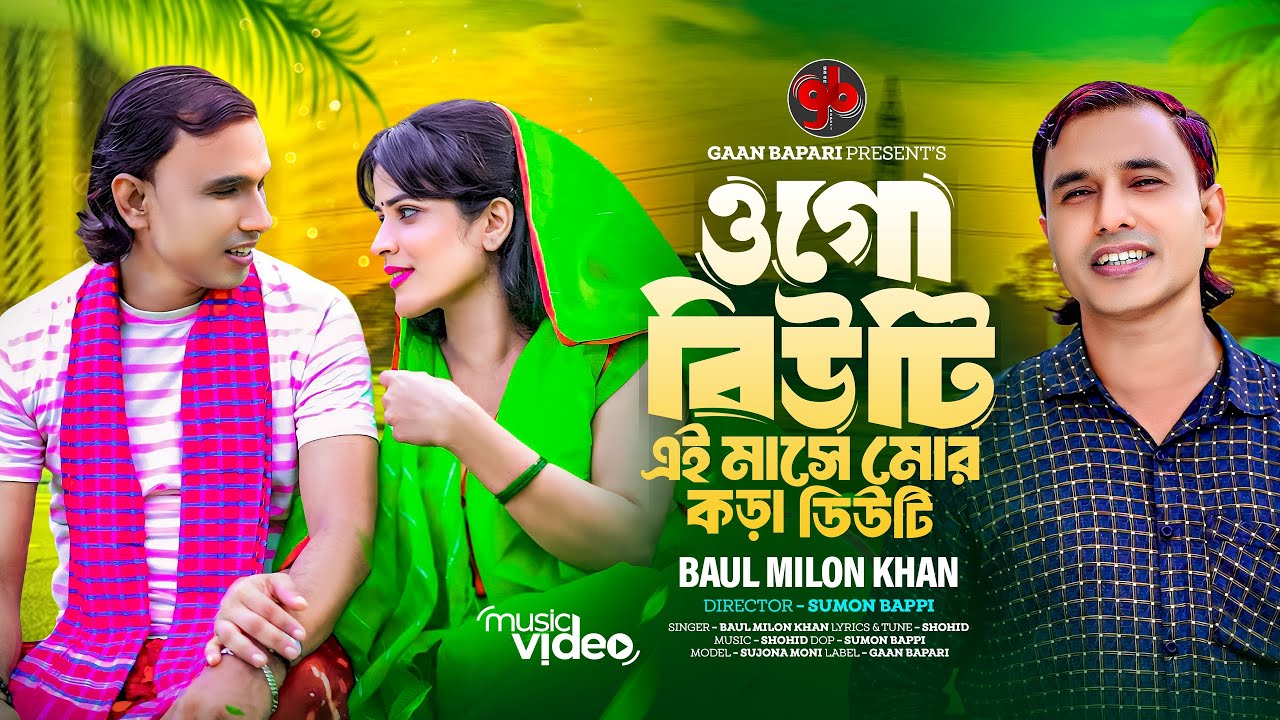 gb
GAAN BAPARI PRESENT'S
ওগো
বিউটি
এই মাসে মোর
কড়া ডিউটি
BAUL MILON KHAN
DIRECTOR - SUMON BAPPI
SINGER - BAUL MILON KHAN LYRICS & TUNE - SHOHID
MUSIC - SHOHID DOP - SUMON BAPPI
MODEL - SUJONA MONI LABEL - GAAN BAPARI
music
video